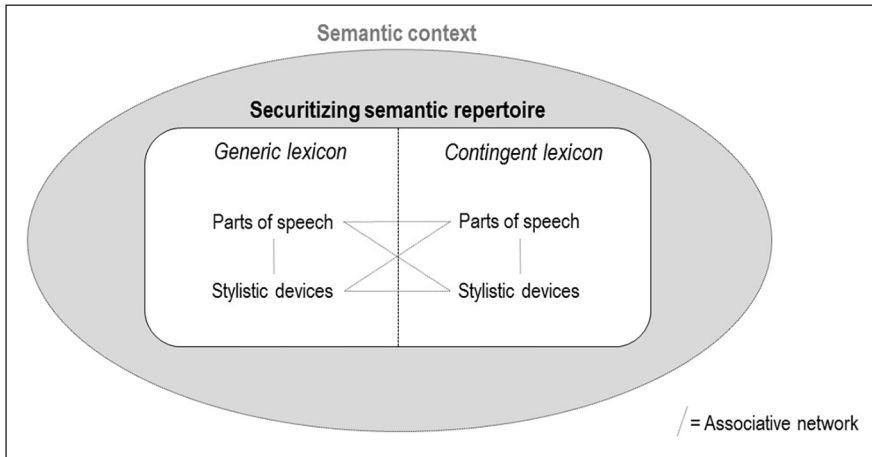 Semantic context
Securitizing semantic repertoire
Generic lexicon Contingent lexicon
Parts of speech Parts of speech
Stylistic devices Stylistic devices
/ = Associative network